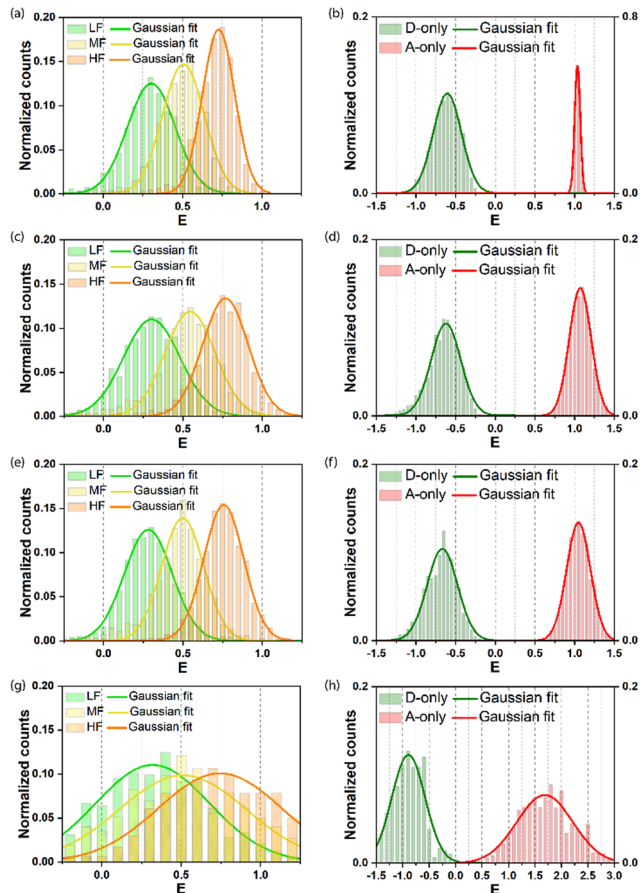 (a)
Normalized counts
0.20
0.15
0.10
0.05
0.00
LF Gaussian fit
MF Gaussian fit
HF Gaussian fit
0.0 0.5 1.0
E
(b)
Normalized counts
0.2
0.0
D-only Gaussian fit
A-only Gaussian fit
0.8
0.0
-1.5 -1.0 -0.5 0.0 0.5 1.0 1.5
E
(c)
Normalized counts
0.20
0.15
0.10
0.05
0.00
LF Gaussian fit
MF Gaussian fit
HF Gaussian fit
0.0 0.5 1.0
E
(d)
Normalized counts
0.2
0.0
D-only Gaussian fit
A-only Gaussian fit
0.2
0.0
-1.5 -1.0 -0.5 0.0 0.5 1.0 1.5
E
(e)
Normalized counts
0.20
0.15
0.10
0.05
0.00
LF Gaussian fit
MF Gaussian fit
HF Gaussian fit
0.0 0.5 1.0
E
(f)
Normalized counts
0.2
0.0
D-only Gaussian fit
A-only Gaussian fit
0.2
0.0
-1.5 -1.0 -0.5 0.0 0.5 1.0 1.5
E
(g)
Normalized counts
0.20
0.15
0.10
0.05
0.00
LF Gaussian fit
MF Gaussian fit
HF Gaussian fit
0.0 0.5 1.0
E
(h)
Normalized counts
0.2
0.0
D-only Gaussian fit
A-only Gaussian fit
0.2
0.0
-1.5 -1.0 -0.5 0.0 0.5 1.0 1.5 2.0 2.5 3.0
E